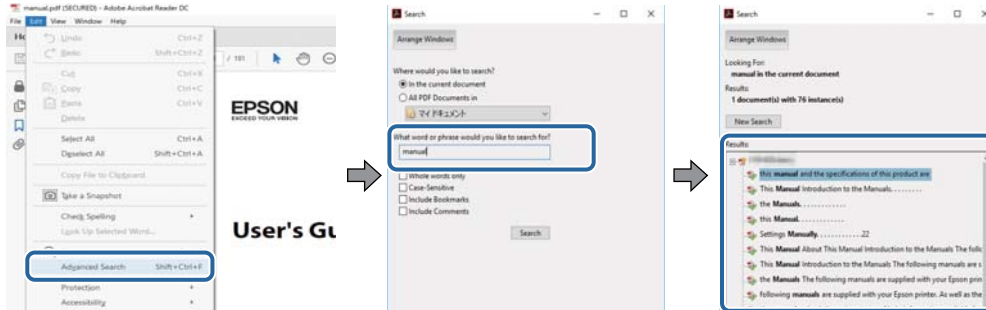 manual.pdf (SECURED) - Adobe Acrobat Reader DC
File Edit View Window Help
Undo Ctrl+Z
Redo Shift+Ctrl+Z
Cut Ctrl+X
Copy Ctrl+C
Paste Ctrl+V
Delete
Select All Ctrl+A
Deselect All Shift+Ctrl+A
Copy File to Clipboard
Take a Snapshot
Check Spelling
Look Up Selected Word...
Advanced Search Shift+Ctrl+F
Protection
Accessibility
/ 181
EPSON
EXCEED YOUR VISION
User's Gu
Search
Arrange Windows
Where would you like to search?
In the current document
All PDF Documents in
マイ ドキュメント
What word or phrase would you like to search for?
manual
Whole words only
Case-Sensitive
Include Bookmarks
Include Comments
Search
Search
Arrange Windows
Looking For:
manual in the current document
Results:
1 document(s) with 76 instance(s)
New Search
Results:
this manual and the specifications of this product are
This Manual Introduction to the Manuals. . . . . . . . .
the Manuals. . . . . . . . . . . .
this Manual. . . . . . . . . . . .
Settings Manually. . . . . . . . . . . .22
This Manual About This Manual Introduction to the Manuals The follo
This Manual Introduction to the Manuals The following manuals are s
the Manuals The following manuals are supplied with your Epson prin
following manuals are supplied with your Epson printer. As well as the